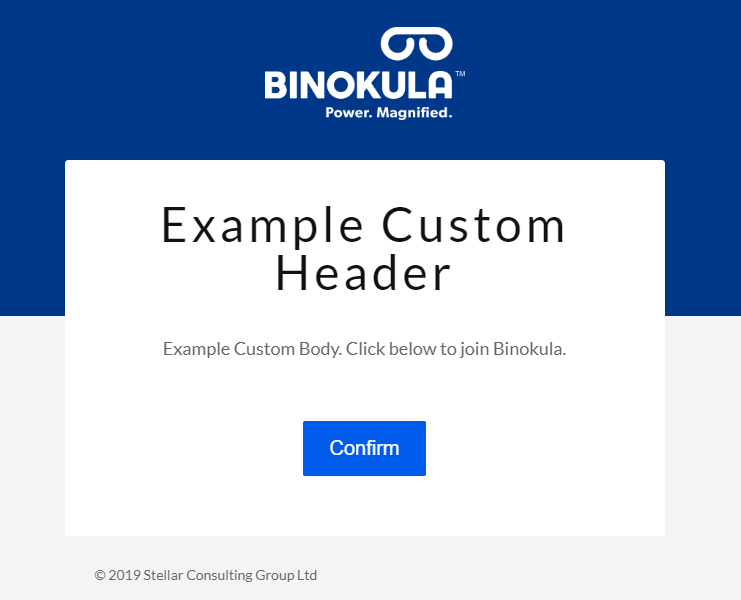 BINOKULA™
Power. Magnified.
Example Custom
Header
Example Custom Body. Click below to join Binokula.
Confirm
© 2019 Stellar Consulting Group Ltd